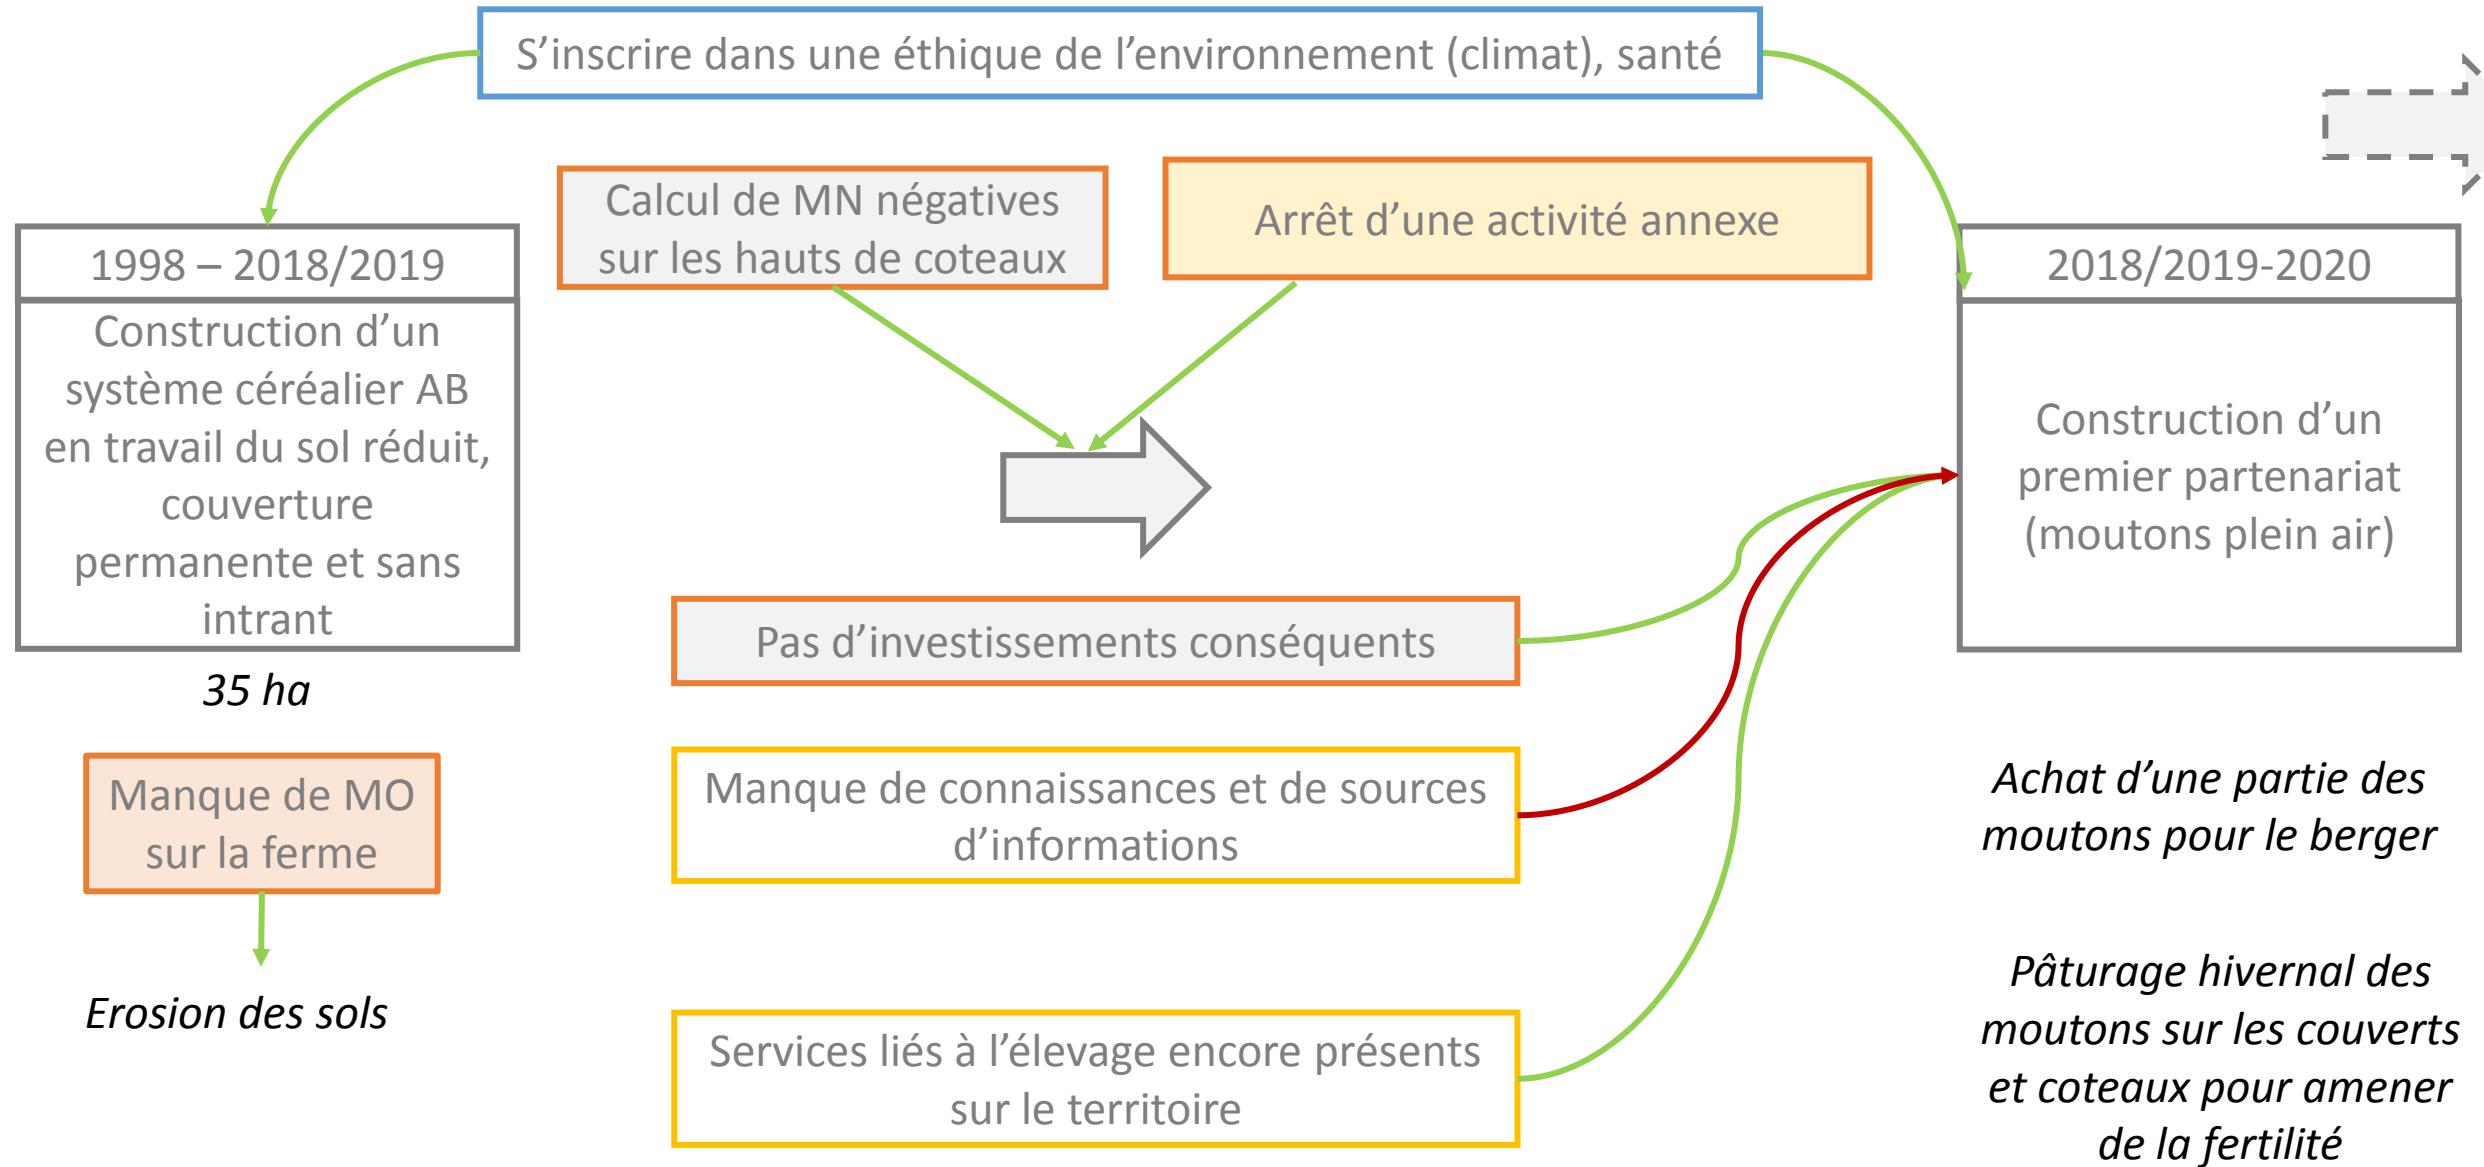 S’inscrire dans une éthique de l’environnement (climat), santé
Calcul de MN négatives
sur les hauts de coteaux
Arrêt d’une activité annexe
1998 – 2018/2019
Construction d’un
système céréalier AB
en travail du sol réduit,
couverture
permanente et sans
intrant
35 ha
Manque de MO
sur la ferme
Erosion des sols
Pas d’investissements conséquents
Manque de connaissances et de sources
d’informations
Services liés à l’élevage encore présents
sur le territoire
2018/2019-2020
Construction d’un
premier partenariat
(moutons plein air)
Achat d’une partie des
moutons pour le berger
Pâturage hivernal des
moutons sur les couverts
et coteaux pour amener
de la fertilité